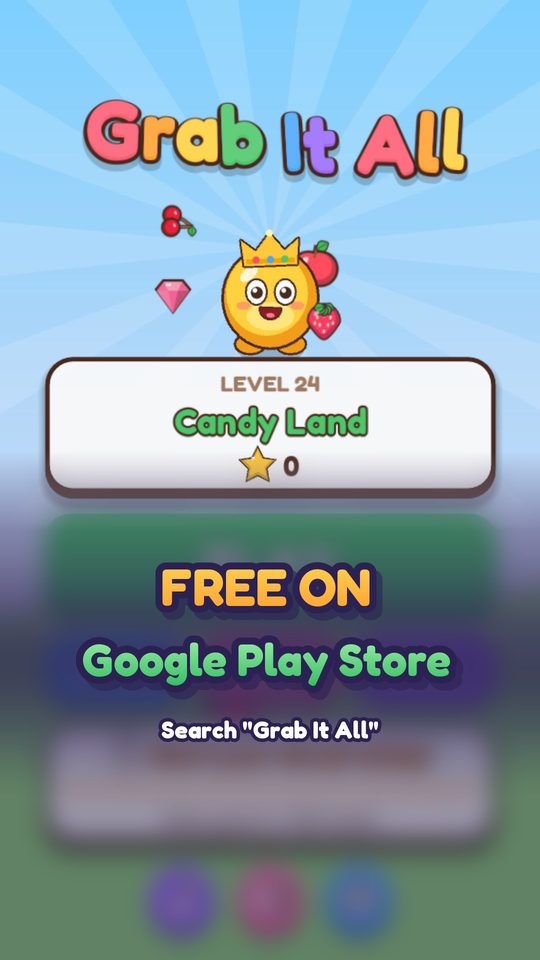 Grab It All
LEVEL 24
Candy Land
0
FREE ON
Google Play Store
Search "Grab It All"